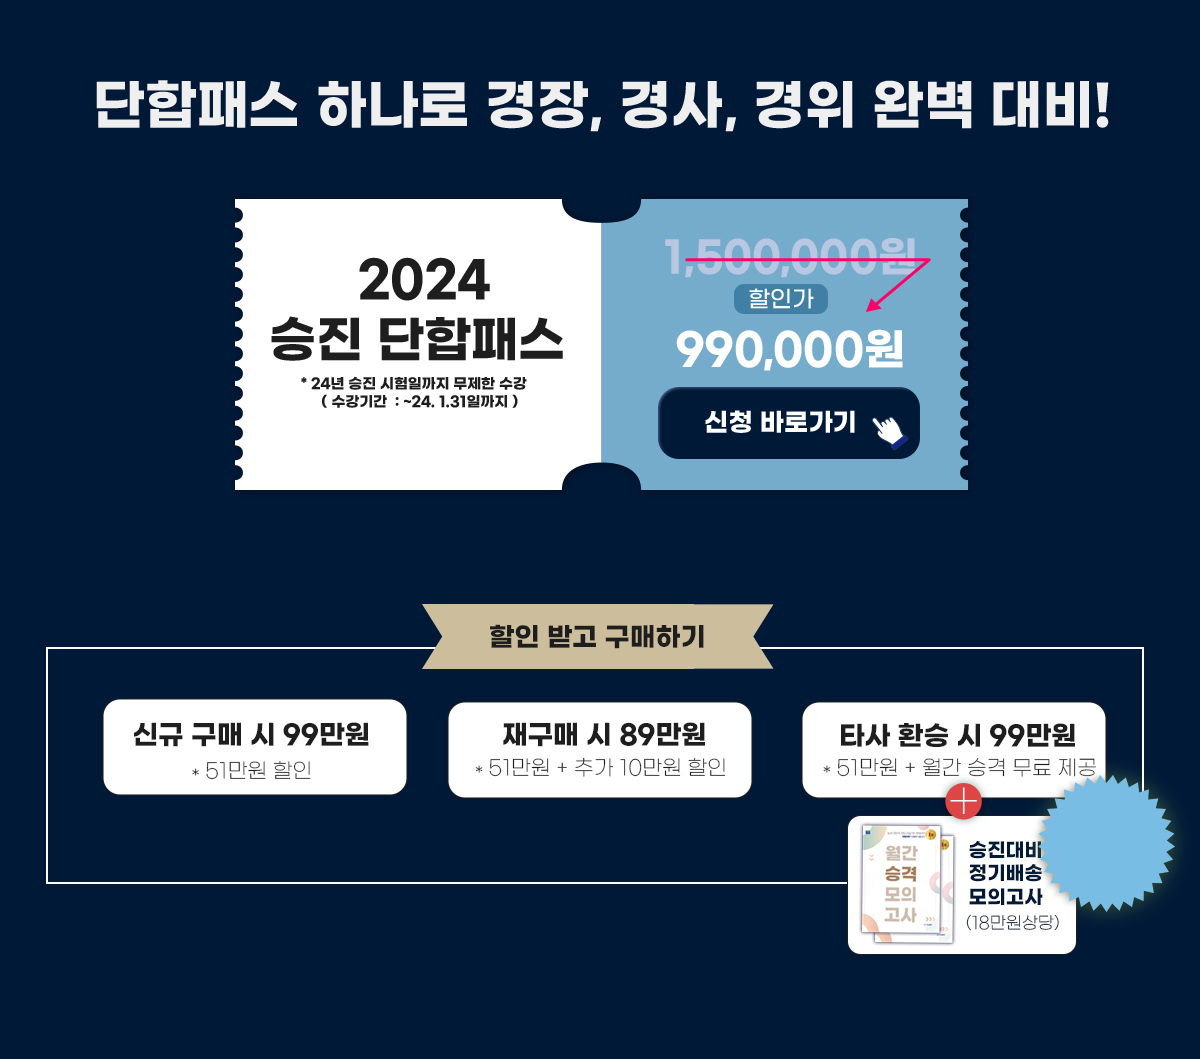 단합패스 하나로 경장, 경사, 경위 완벽 대비!
2024
승진 단합패스
* 24년 승진 시험일까지 무제한 수강
( 수강기간 : ~24. 1.31일까지 )
1,500,000원
할인가
990,000원
신청 바로가기
할인 받고 구매하기
신규 구매 시 99만원
* 51만원 할인
재구매 시 89만원
* 51만원 + 추가 10만원 할인
타사 환승 시 99만원
* 51만원 + 월간 승격 무료 제공
월간
승격
모의
고사
승진대비
정기배송
모의고사
(18만원상당)